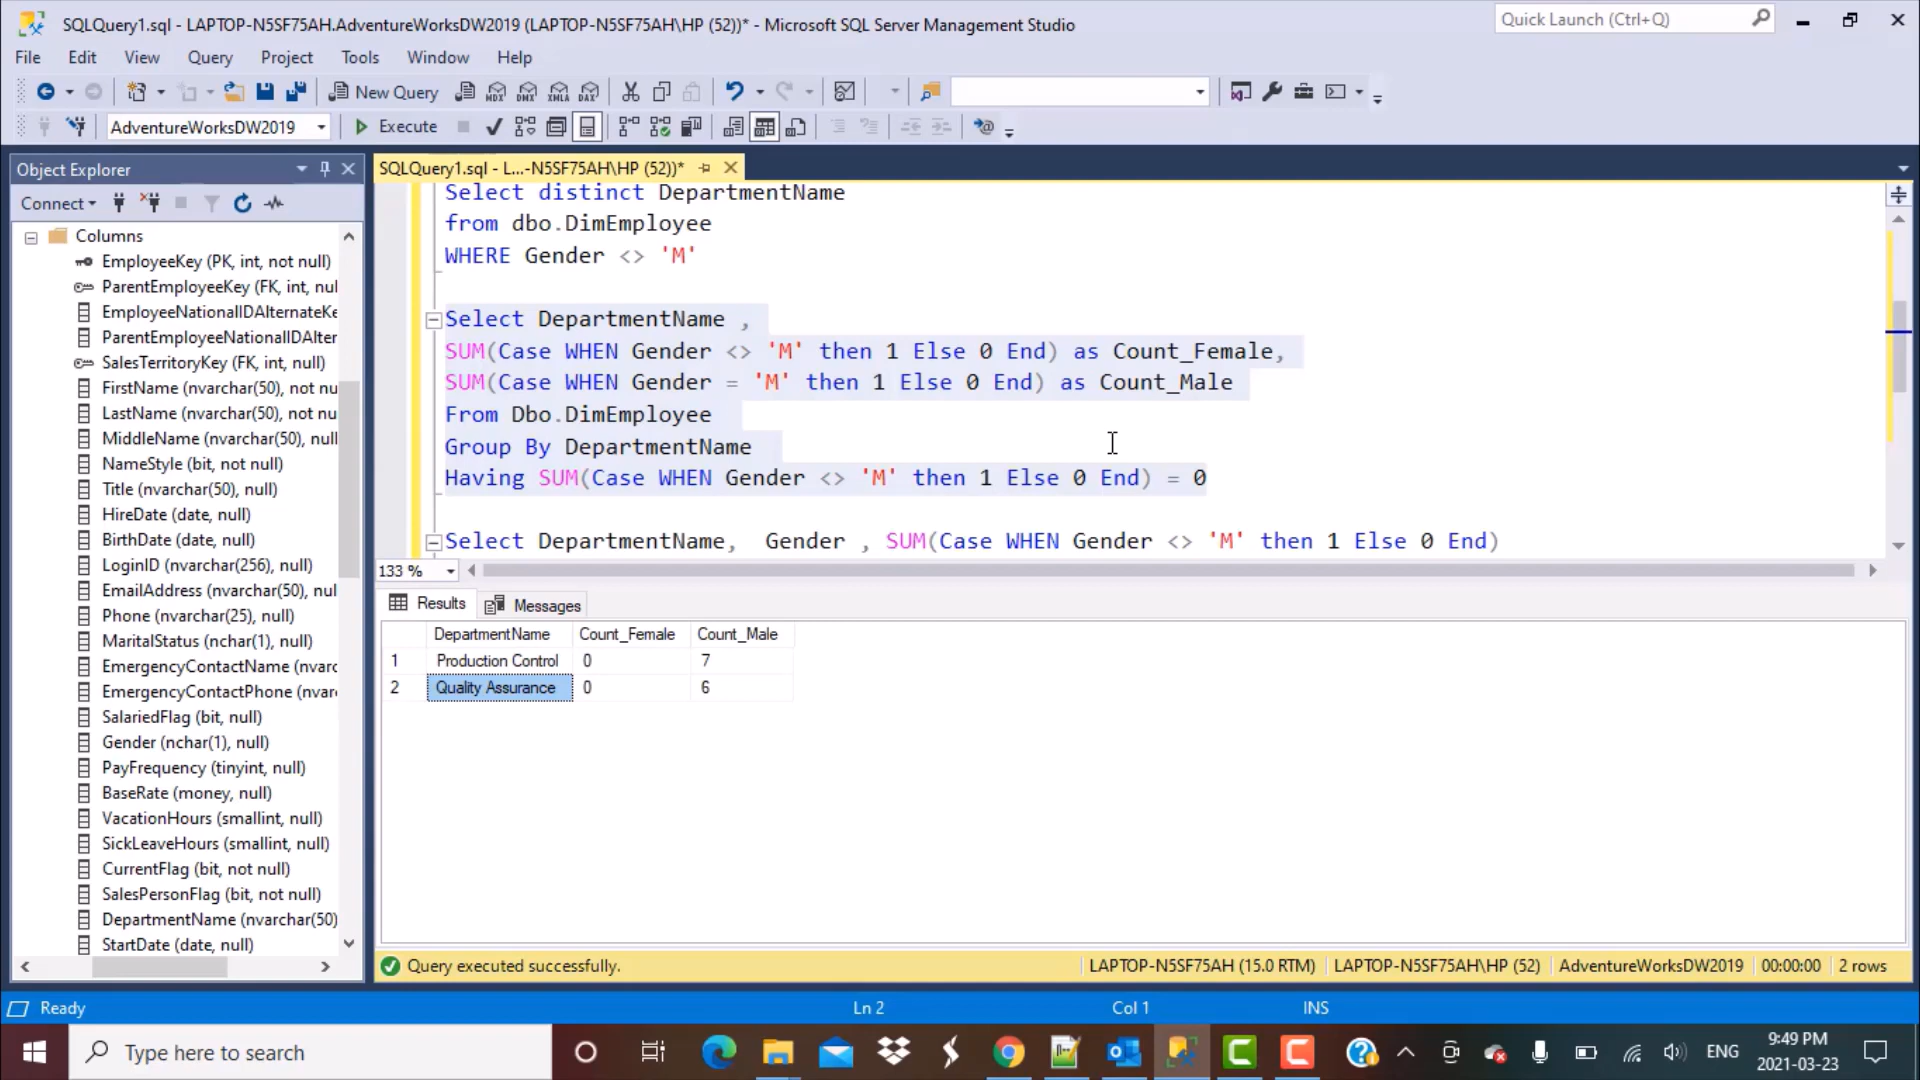 SQLQuery1.sql - LAPTOP-N5SF75AH.AdventureWorksDW2019 (LAPTOP-N5SF75AH\HP (52))* - Microsoft SQL Server Management Studio
Quick Launch (Ctrl+Q)
File Edit View Query Project Tools Window Help
New Query
MDX DMX XMLA DAX
AdventureWorksDW2019
Execute
Object Explorer
SQLQuery1.sql - L...-N5SF75AH\HP (52))*
Connect
Columns
EmployeeKey (PK, int, not null)
ParentEmployeeKey (FK, int, nul
EmployeeNationalIDAlternateKe
ParentEmployeeNationalIDAlter
SalesTerritoryKey (FK, int, null)
FirstName (nvarchar(50), not nu
LastName (nvarchar(50), not nu
MiddleName (nvarchar(50), null
NameStyle (bit, not null)
Title (nvarchar(50), null)
HireDate (date, null)
BirthDate (date, null)
LoginID (nvarchar(256), null)
EmailAddress (nvarchar(50), nul
Phone (nvarchar(25), null)
MaritalStatus (nchar(1), null)
EmergencyContactName (nvarc
EmergencyContactPhone (nvar
SalariedFlag (bit, null)
Gender (nchar(1), null)
PayFrequency (tinyint, null)
BaseRate (money, null)
VacationHours (smallint, null)
SickLeaveHours (smallint, null)
CurrentFlag (bit, not null)
SalesPersonFlag (bit, not null)
DepartmentName (nvarchar(50)
StartDate (date, null)
Select distinct DepartmentName
from dbo.DimEmployee
WHERE Gender <> 'M'
Select DepartmentName ,
SUM(Case WHEN Gender <> 'M' then 1 Else 0 End) as Count_Female,
SUM(Case WHEN Gender = 'M' then 1 Else 0 End) as Count_Male
From Dbo.DimEmployee
Group By DepartmentName
Having SUM(Case WHEN Gender <> 'M' then 1 Else 0 End) = 0
Select DepartmentName, Gender , SUM(Case WHEN Gender <> 'M' then 1 Else 0 End)
133 %
Results Messages
DepartmentName Count_Female Count_Male
1 Production Control 0 7
2 Quality Assurance 0 6
Query executed successfully.
LAPTOP-N5SF75AH (15.0 RTM) LAPTOP-N5SF75AH\HP (52) AdventureWorksDW2019 00:00:00 2 rows
Ready Ln 2 Col 1 INS
Type here to search
ENG
9:49 PM
2021-03-23